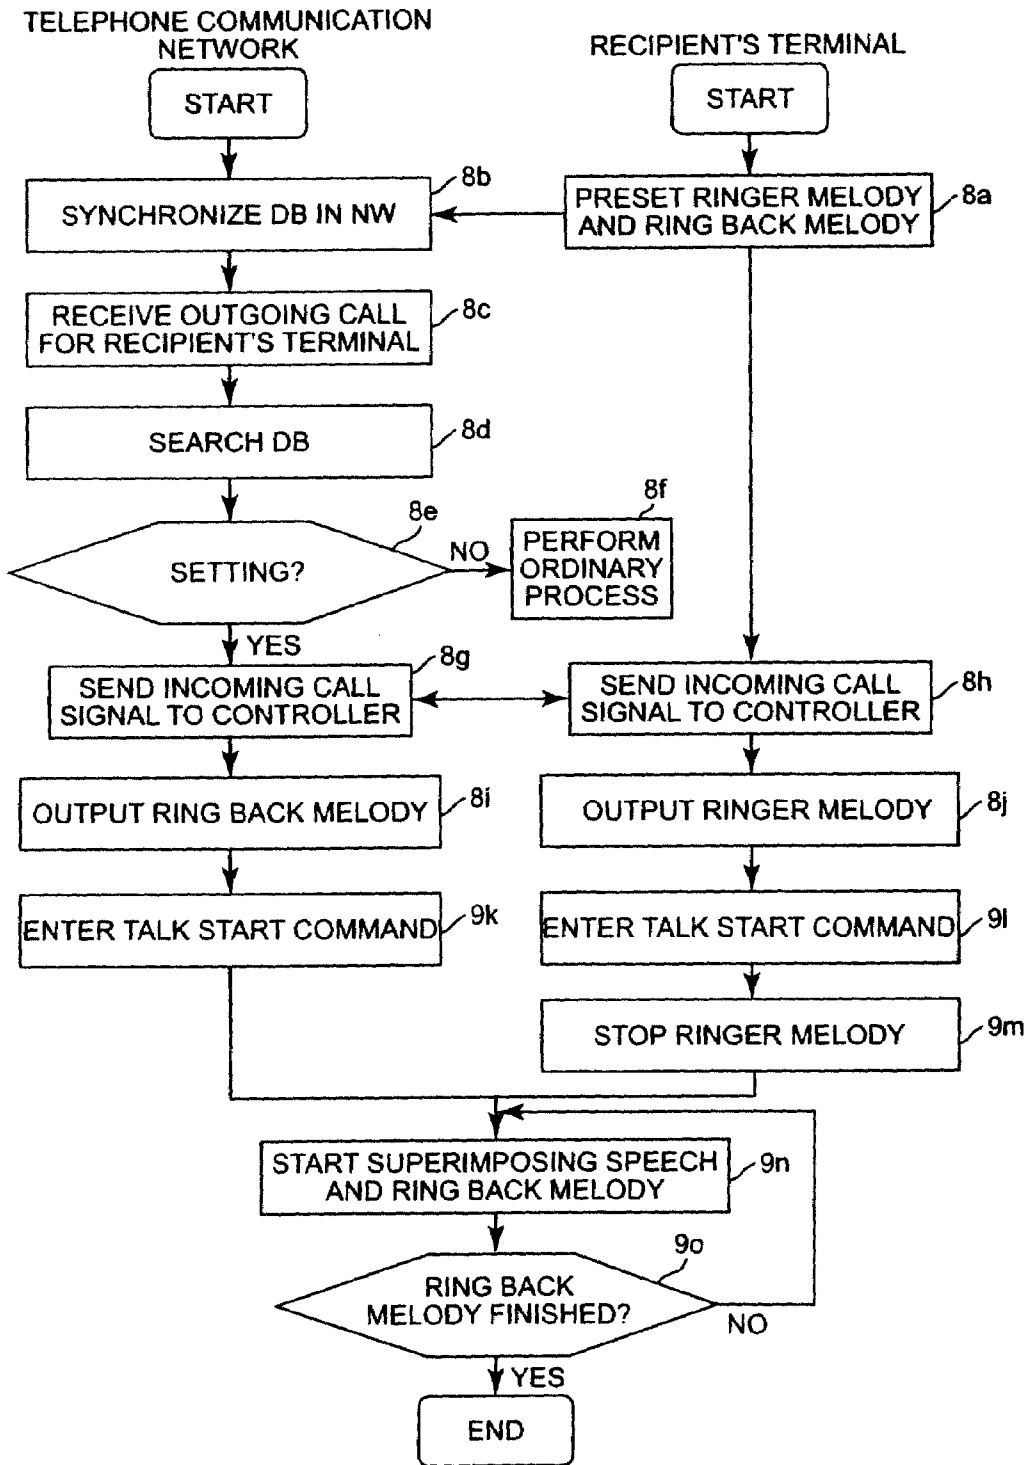 TELEPHONE COMMUNICATION
NETWORK
RECIPIENT'S TERMINAL
START
START
8b
SYNCHRONIZE DB IN NW
PRESET RINGER MELODY
AND RING BACK MELODY
8a
RECEIVE OUTGOING CALL
FOR RECIPIENT'S TERMINAL
8c
SEARCH DB
8d
8e
SETTING?
NO
8f
PERFORM
ORDINARY
PROCESS
YES
8g
SEND INCOMING CALL
SIGNAL TO CONTROLLER
SEND INCOMING CALL
SIGNAL TO CONTROLLER
8h
OUTPUT RING BACK MELODY
8i
OUTPUT RINGER MELODY
8j
ENTER TALK START COMMAND
9k
ENTER TALK START COMMAND
9l
STOP RINGER MELODY
9m
START SUPERIMPOSING SPEECH
AND RING BACK MELODY
9n
9o
RING BACK
MELODY FINISHED?
NO
YES
END